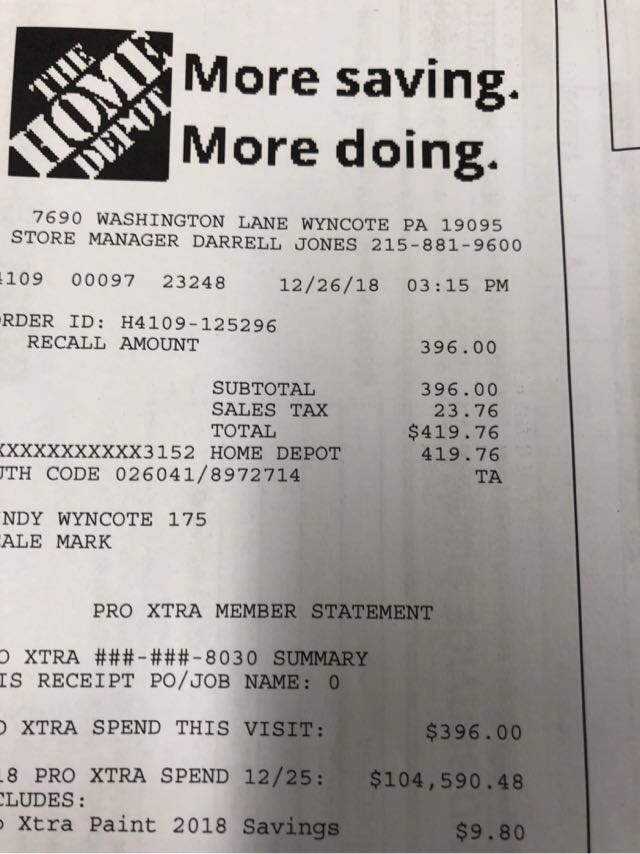 THE
HOME
DEPOT
More saving.
More doing.
7690 WASHINGTON LANE WYNCOTE PA 19095
STORE MANAGER DARRELL JONES 215-881-9600
4109 00097 23248 12/26/18 03:15 PM
RDER ID: H4109-125296
RECALL AMOUNT 396.00
SUBTOTAL 396.00
SALES TAX 23.76
TOTAL $419.76
XXXXXXXXXXXX3152 HOME DEPOT 419.76
UTH CODE 026041/8972714 TA
NDY WYNCOTE 175
ALE MARK
PRO XTRA MEMBER STATEMENT
O XTRA ###-###-8030 SUMMARY
IS RECEIPT PO/JOB NAME: 0
O XTRA SPEND THIS VISIT: $396.00
18 PRO XTRA SPEND 12/25: $104,590.48
CLUDES:
o Xtra Paint 2018 Savings $9.80